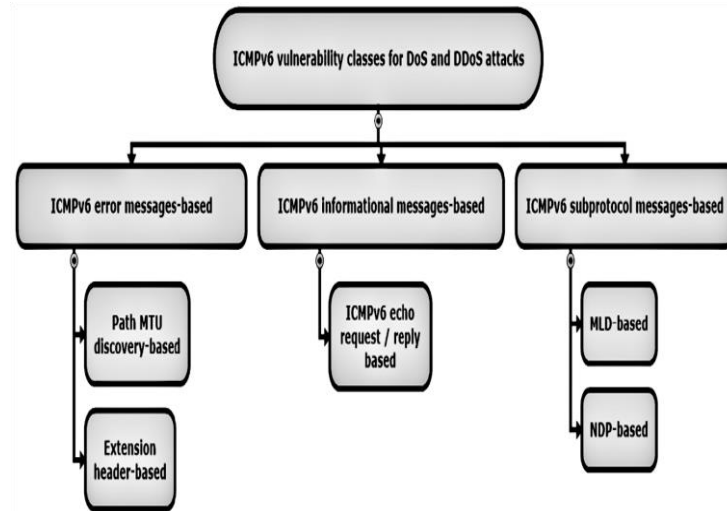 ICMPv6 vulnerability classes for DoS and DDoS attacks
ICMPv6 error messages-based
ICMPv6 informational messages-based
ICMPv6 subprotocol messages-based
Path MTU
discovery-based
Extension
header-based
ICMPv6 echo
request / reply
based
MLD-based
NDP-based